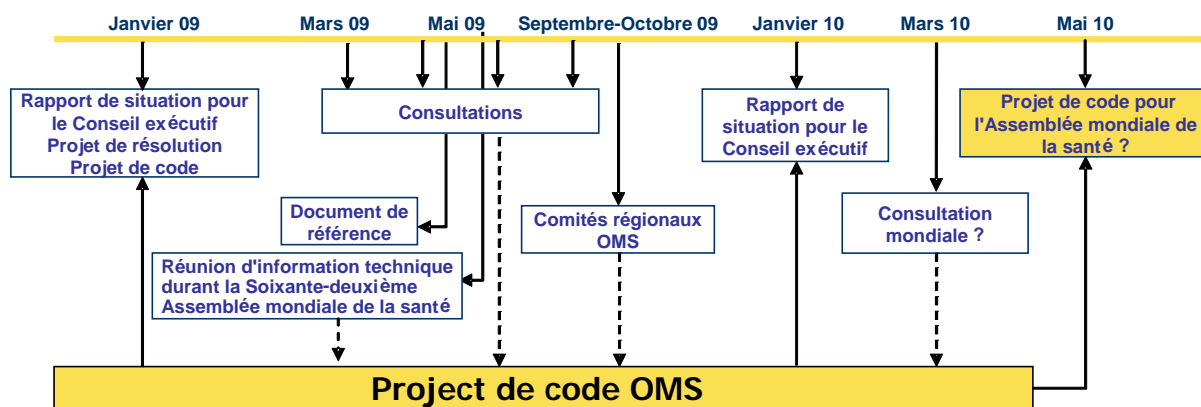 Janvier 09 Mars 09 Mai 09 Septembre-Octobre 09 Janvier 10 Mars 10 Mai 10
Rapport de situation pour
le Conseil exécutif
Projet de résolution
Projet de code
Consultations
Rapport de
situation pour le
Conseil exécutif
Projet de code pour
l'Assemblée mondiale de
la santé ?
Document de
référence
Comités régionaux
OMS
Consultation
mondiale ?
Réunion d'information technique
durant la Soixante-deuxième
Assemblée mondiale de la santé
Project de code OMS